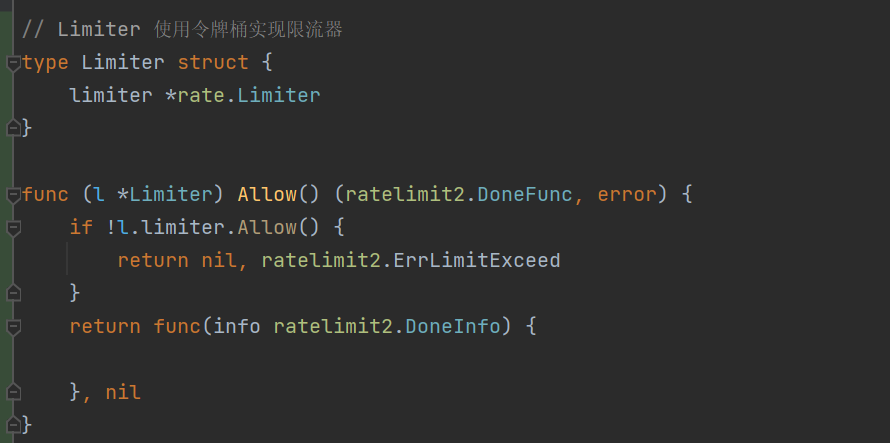 // Limiter 使用令牌桶实现限流器
type Limiter struct {
    limiter *rate.Limiter
}
func (l *Limiter) Allow() (ratelimit2.DoneFunc, error) {
    if !l.limiter.Allow() {
        return nil, ratelimit2.ErrLimitExceed
    }
    return func(info ratelimit2.DoneInfo) {
    }, nil
}